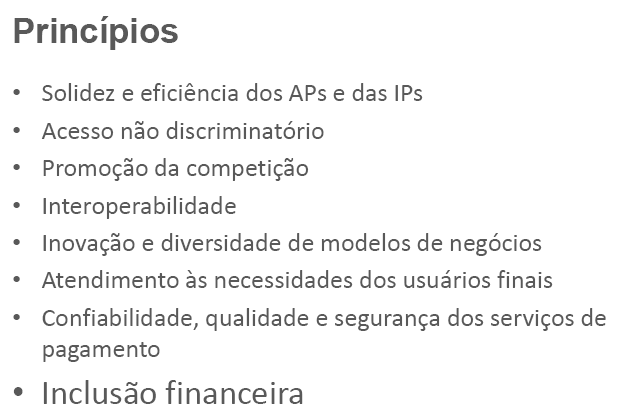 Princípios
• Solidez e eficiência dos APs e das IPs
• Acesso não discriminatório
• Promoção da competição
• Interoperabilidade
• Inovação e diversidade de modelos de negócios
• Atendimento às necessidades dos usuários finais
• Confiabilidade, qualidade e segurança dos serviços de
pagamento
• Inclusão financeira